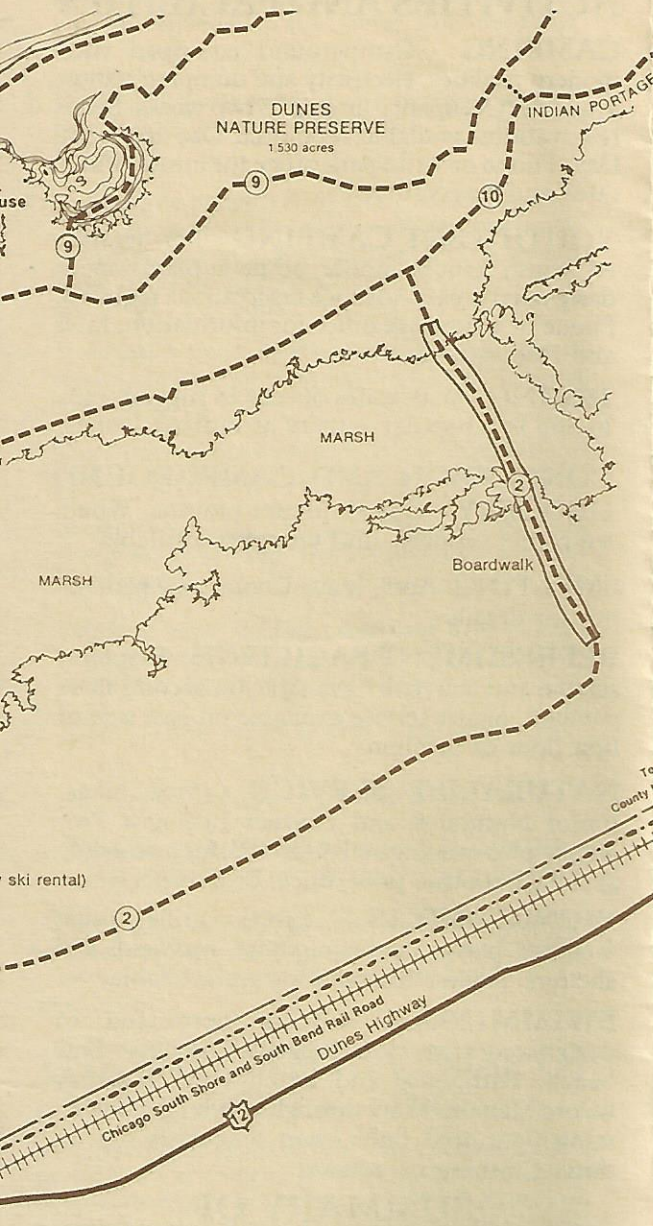 DUNES
NATURE PRESERVE
1 530 acres
INDIAN PORTAGE
use
9
10
9
MARSH
2
Boardwalk
MARSH
To
County
ski rental)
2
Chicago South Shore and South Bend Rail Road
Dunes Highway
12